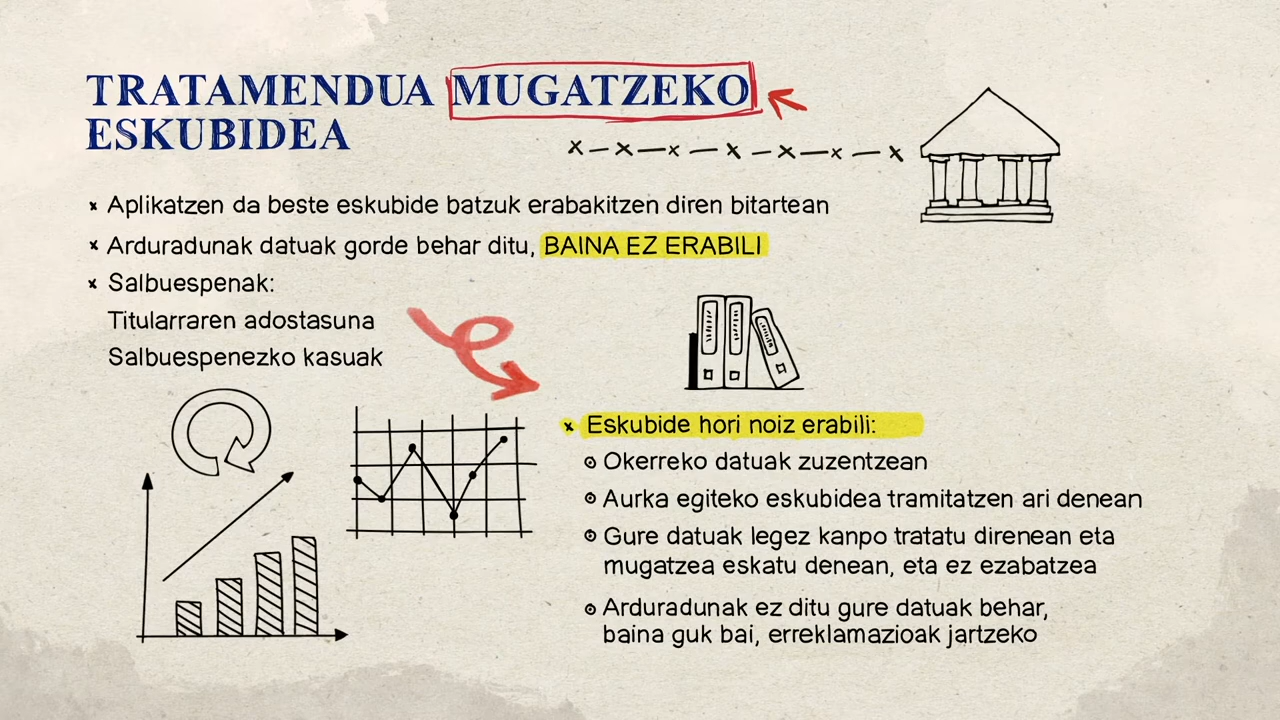 TRATAMENDUA MUGATZEKO
ESKUBIDEA
Aplikatzen da beste eskubide batzuk erabakitzen diren bitartean
Arduradunak datuak gorde behar ditu, BAINA EZ ERABILI
Salbuespenak:
Titularraren adostasuna
Salbuespenezko kasuak
Eskubide hori noiz erabili:
Okerreko datuak zuzentzean
Aurka egiteko eskubidea tramitatzen ari denean
Gure datuak legez kanpo tratatu direnean eta
mugatzea eskatu denean, eta ez ezabatzea
Arduradunak ez ditu gure datuak behar,
baina guk bai, erreklamazioak jartzeko